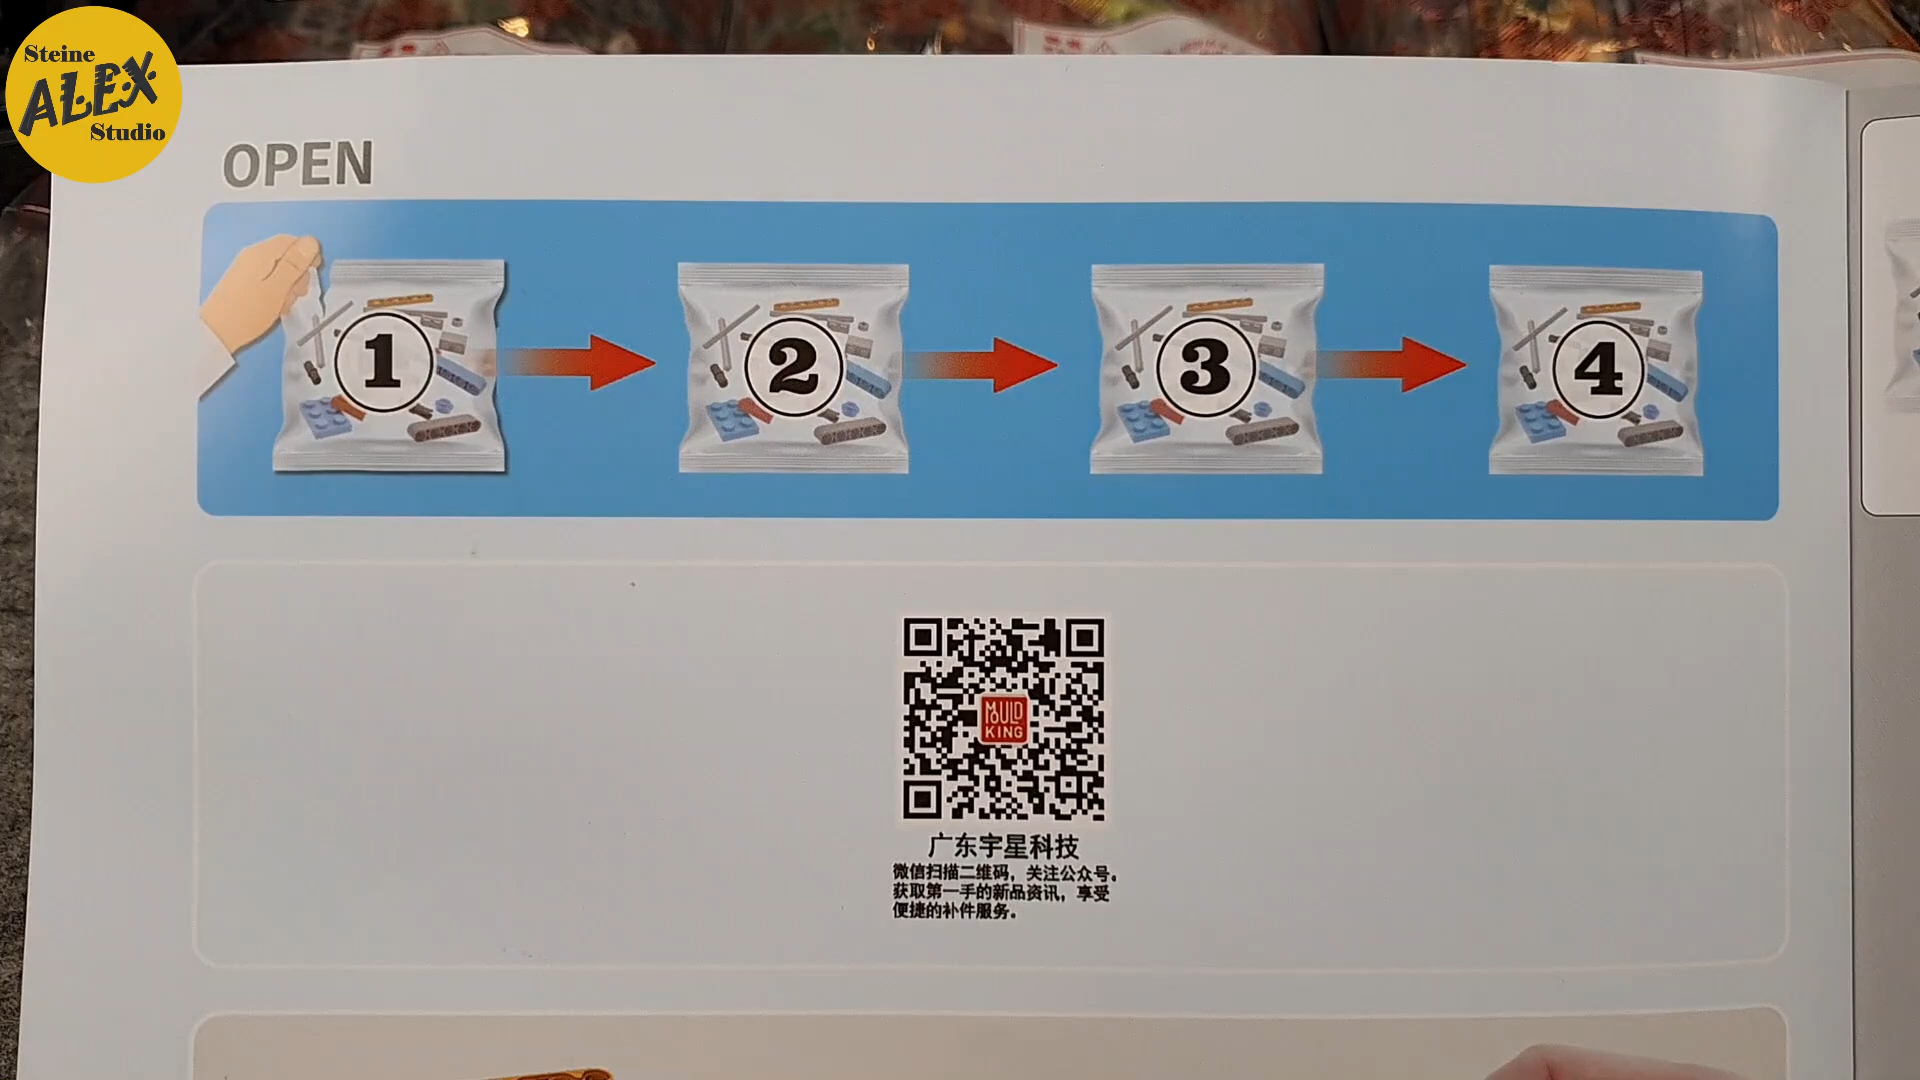 Steine
ALEX
Studio
OPEN
1
2
3
4
MOULD
KING
广东宇星科技
微信扫描二维码，关注公众号。
获取第一手的新品资讯，享受
便捷的补件服务。